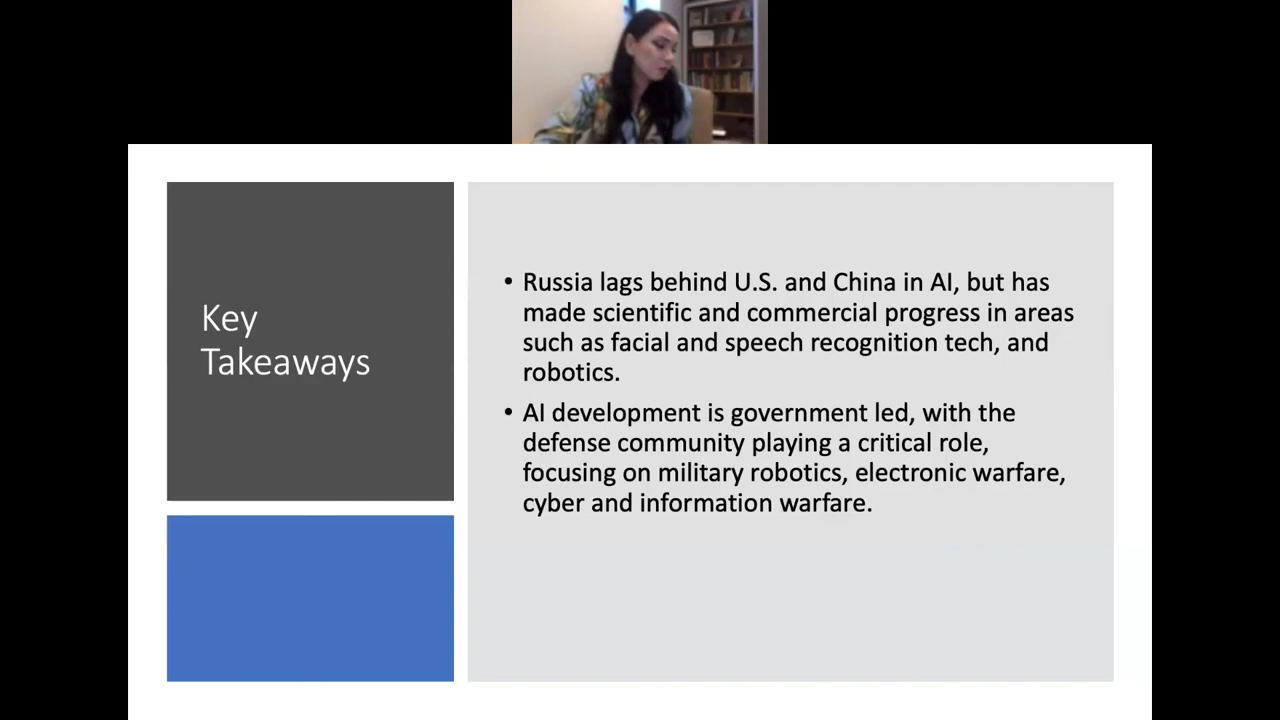 Key
Takeaways
• Russia lags behind U.S. and China in AI, but has
made scientific and commercial progress in areas
such as facial and speech recognition tech, and
robotics.
• AI development is government led, with the
defense community playing a critical role,
focusing on military robotics, electronic warfare,
cyber and information warfare.